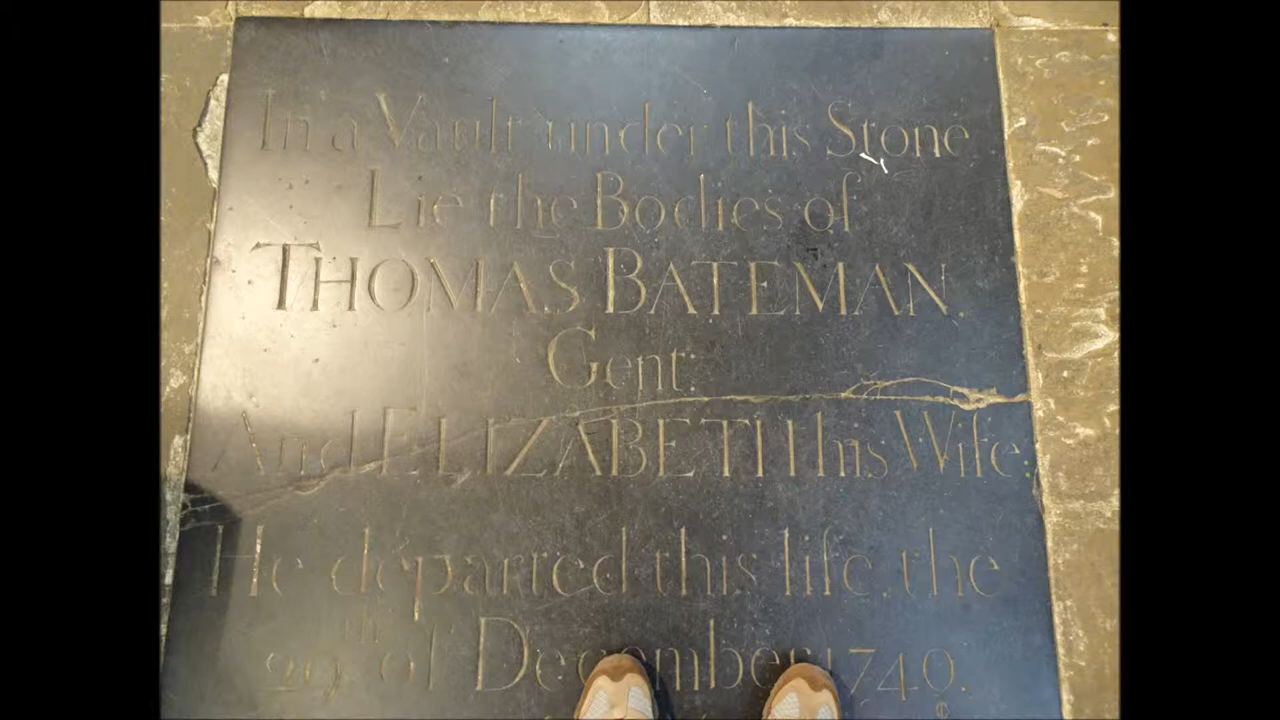 In a Vault under this Stone
Lie the Bodies of
THOMAS BATEMAN.
Gent:
And ELIZABETH his Wife;
He departed this life, the
29th of December 1740.